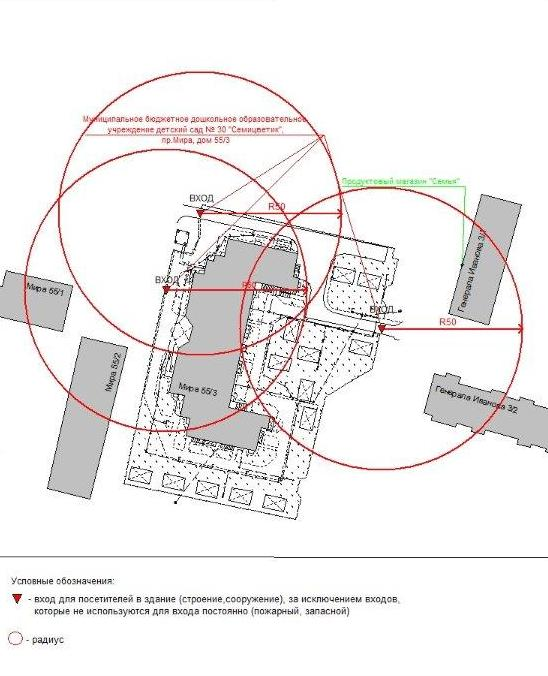 Муниципальное бюджетное дошкольное образовательное
учреждение детский сад № 30 "Семицветик",
пр.Мира, дом 55/3
Продуктовый магазин "Семья"
ВХОД
R50
Генерала Иванова 3/1
ВХОД
R50
Мира 55/1
ВХОД
R50
Мира 55/2
Мира 55/3
Генерала Иванова 3/2
Условные обозначения:
- вход для посетителей в здание (строение,сооружение), за исключением входов,
которые не используются для входа постоянно (пожарный, запасной)
- радиус